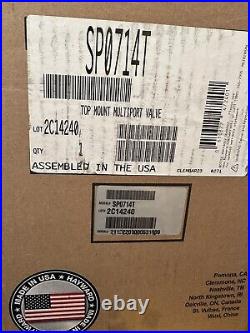 SP0714T
TOP MOUNT MULTIPORT VALVE
LOT 2C14240
QTY 1
ASSEMBLED IN THE USA
SP0714T
2C14240
MADE IN USA
HAYWARD
Pomona, CA
Clemmons, NC
Nashville, TN
North Kingstown, RI
Oakville, ON, Canada
St. Vulbas, France
Wuxi, China